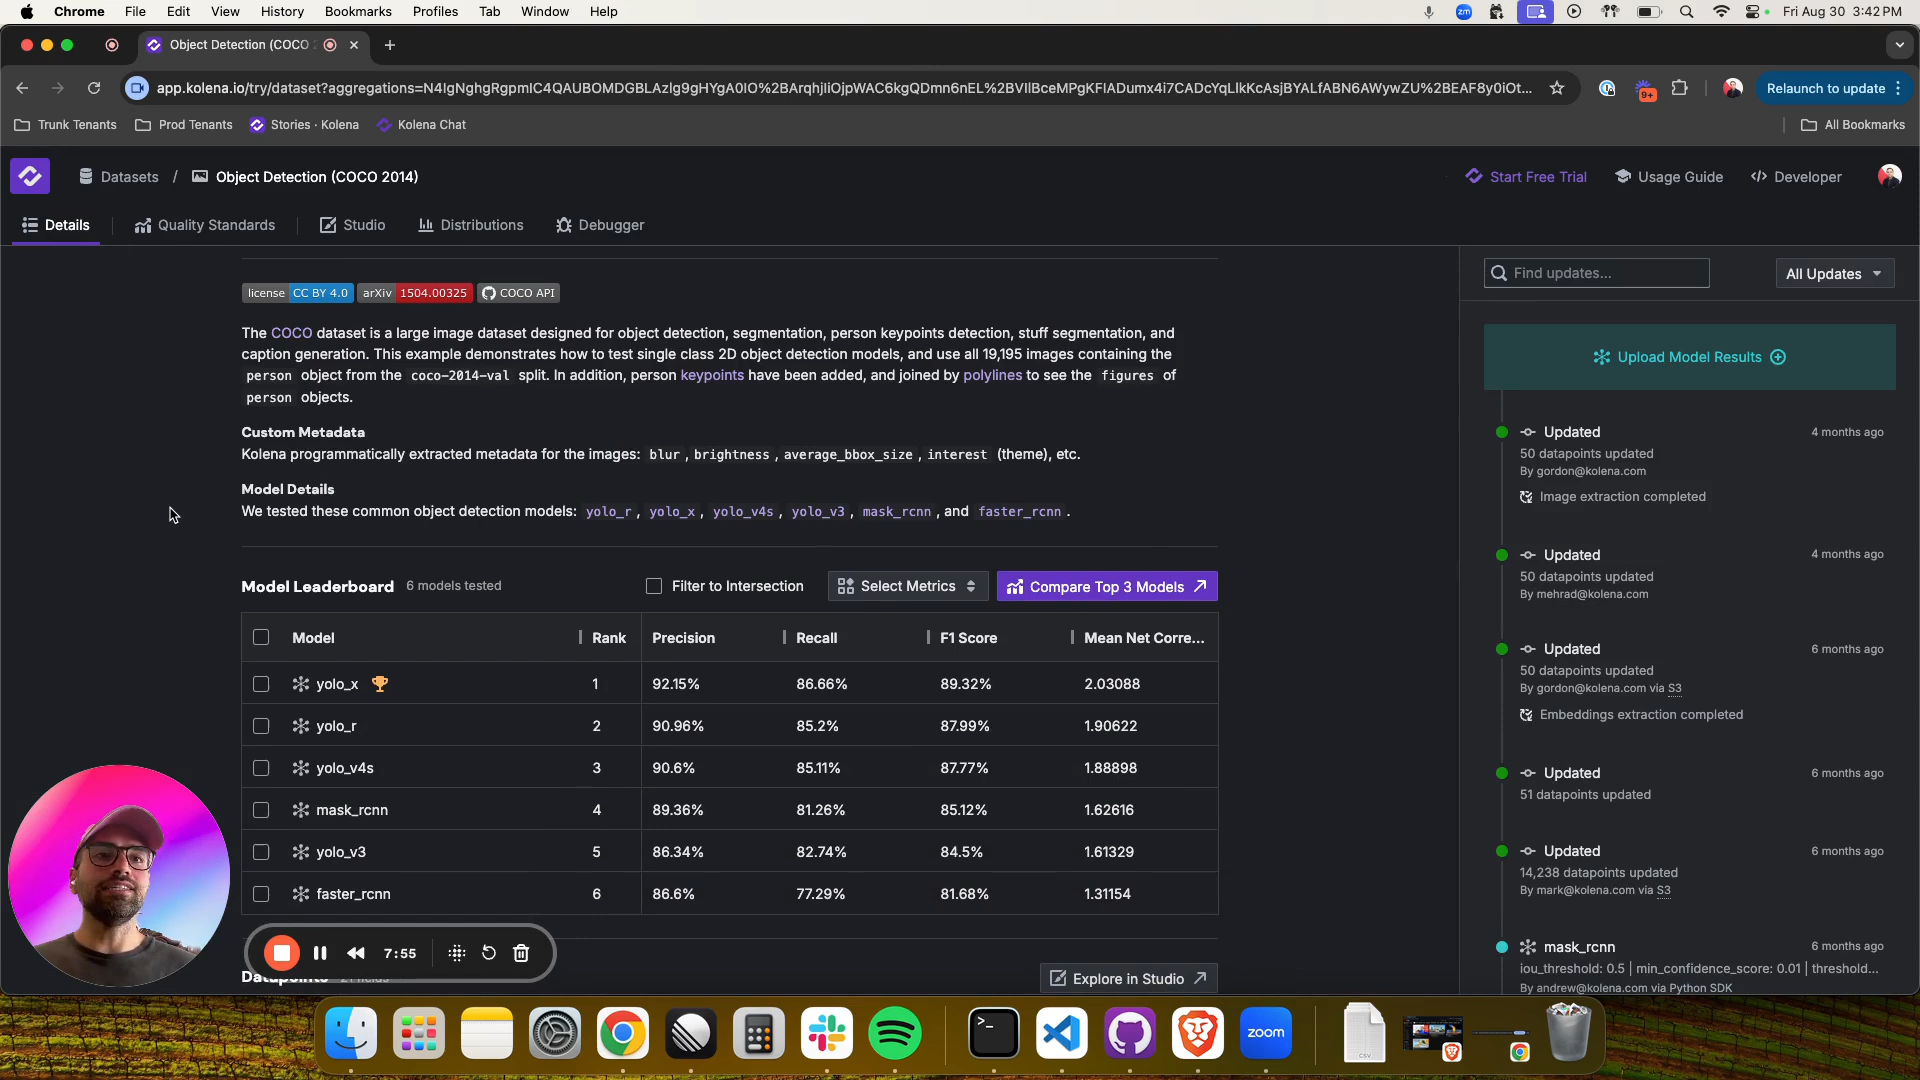 Chrome File Edit View History Bookmarks Profiles Tab Window Help
zm
Fri Aug 30 3:42 PM
Object Detection (COCO 2
app.kolena.io/try/dataset?aggregations=
9+
Relaunch to update
Trunk Tenants Prod Tenants Stories · Kolena Kolena Chat
All Bookmarks
Datasets / Object Detection (COCO 2014)
Start Free Trial Usage Guide </> Developer
Details Quality Standards Studio Distributions Debugger
Find updates...
All Updates
license CC BY 4.0 arXiv 1504.00325 COCO API
The COCO dataset is a large image dataset designed for object detection, segmentation, person keypoints detection, stuff segmentation, and
caption generation. This example demonstrates how to test single class 2D object detection models, and use all 19,195 images containing the
person object from the coco-2014-val split. In addition, person keypoints have been added, and joined by polylines to see the figures of
person objects.
Custom Metadata
Kolena programmatically extracted metadata for the images: blur , brightness , average_bbox_size , interest (theme), etc.
Model Details
We tested these common object detection models: yolo_r , yolo_x , yolo_v4s , yolo_v3 , mask_rcnn , and faster_rcnn .
Model Leaderboard 6 models tested
Filter to Intersection
Select Metrics
Compare Top 3 Models
Model Rank Precision Recall F1 Score Mean Net Corre...
yolo_x 1 92.15% 86.66% 89.32% 2.03088
yolo_r 2 90.96% 85.2% 87.99% 1.90622
yolo_v4s 3 90.6% 85.11% 87.77% 1.88898
mask_rcnn 4 89.36% 81.26% 85.12% 1.62616
yolo_v3 5 86.34% 82.74% 84.5% 1.61329
faster_rcnn 6 86.6% 77.29% 81.68% 1.31154
7:55
Datapoints 21 fields
Explore in Studio
Upload Model Results
Updated 4 months ago
50 datapoints updated
By gordon@kolena.com
Image extraction completed
Updated 4 months ago
50 datapoints updated
By mehrad@kolena.com
Updated 6 months ago
50 datapoints updated
By gordon@kolena.com via S3
Embeddings extraction completed
Updated 6 months ago
51 datapoints updated
Updated 6 months ago
14,238 datapoints updated
By mark@kolena.com via S3
mask_rcnn 6 months ago
iou_threshold: 0.5 | min_confidence_score: 0.01 | threshold...
By andrew@kolena.com via Python SDK
zoom
CSV